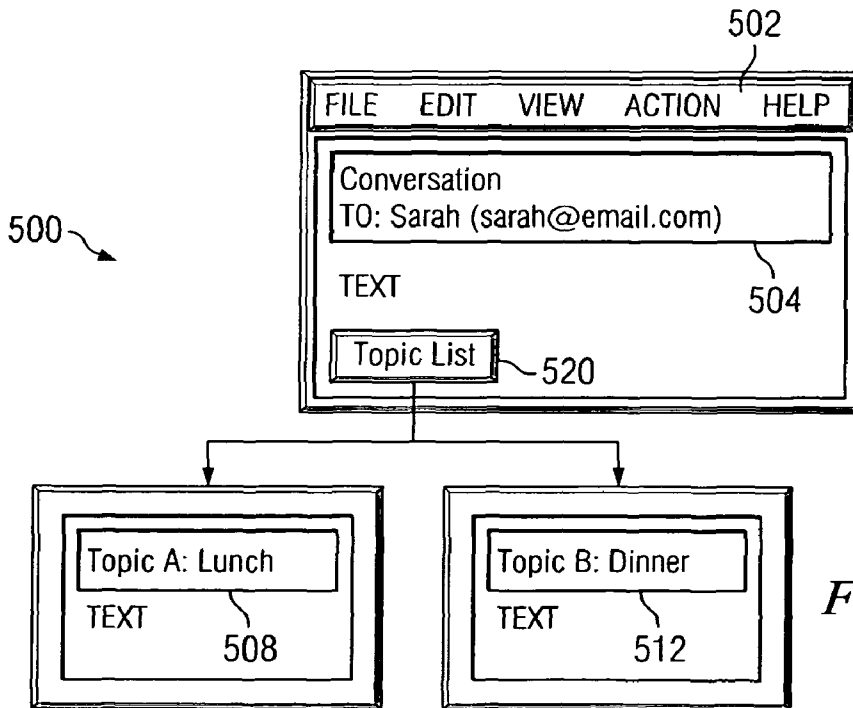 502
FILE EDIT VIEW ACTION HELP
Conversation
TO: Sarah (sarah@email.com)
500
504
TEXT
Topic List
520
Topic A: Lunch
TEXT
508
Topic B: Dinner
TEXT
512
F